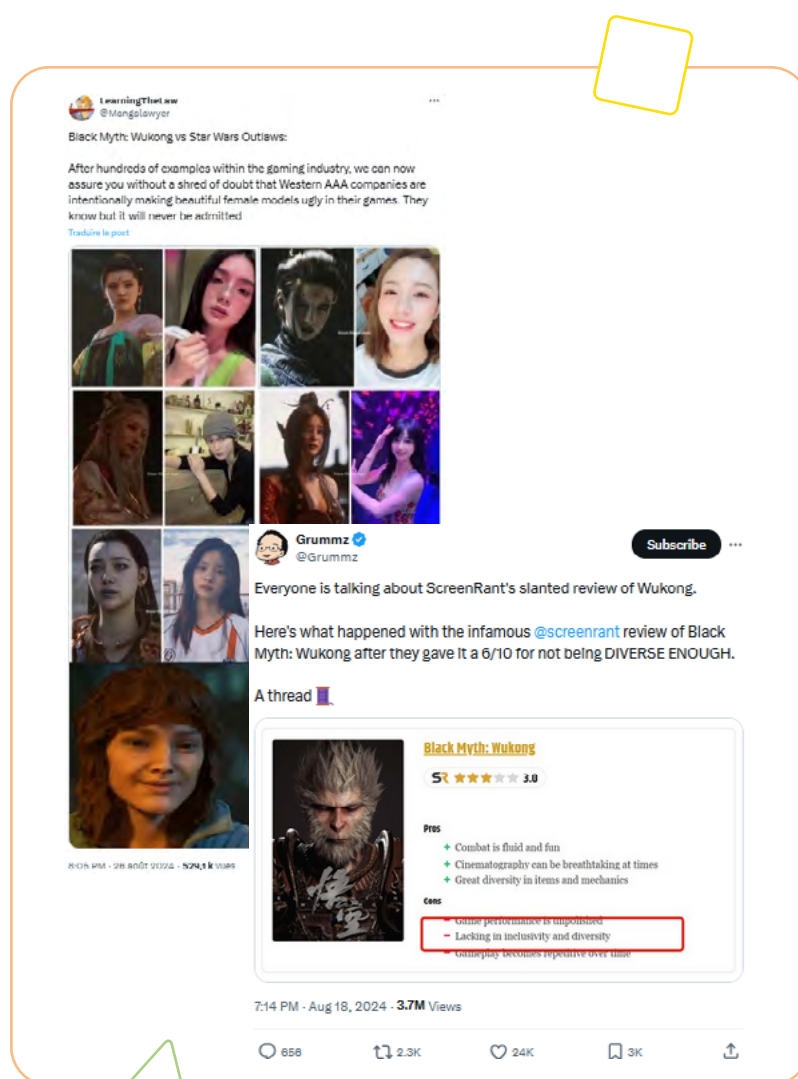 LearningTheLaw
@Mangalawyer
Black Myth: Wukong vs Star Wars Outlaws:
After hundreds of examples within the gaming industry, we can now
assure you without a shred of doubt that Western AAA companies are
intentionally making beautiful female models ugly in their games. They
know but it will never be admitted
Traduire le post
8:05 PM · 28 août 2024 · 529,1 k vues
Grummz
@Grummz
Subscribe
Everyone is talking about ScreenRant's slanted review of Wukong.
Here's what happened with the infamous @screenrant review of Black
Myth: Wukong after they gave it a 6/10 for not being DIVERSE ENOUGH.
A thread
悟空
Black Myth: Wukong
SR 3.0
Pros
+ Combat is fluid and fun
+ Cinematography can be breathtaking at times
+ Great diversity in items and mechanics
Cons
− Game performance is unpolished
− Lacking in inclusivity and diversity
− Gameplay becomes repetitive over time
7:14 PM · Aug 18, 2024 · 3.7M Views
656 2.3K 24K 3K